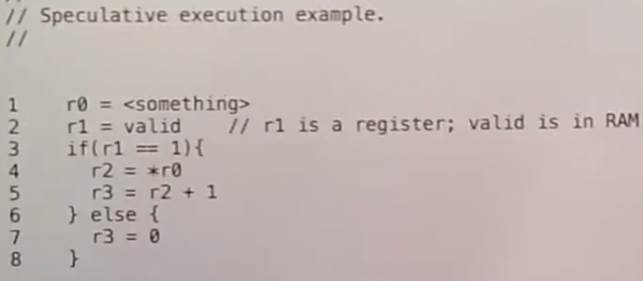 // Speculative execution example.
//
1 r0 = <something>
2 r1 = valid // r1 is a register; valid is in RAM
3 if(r1 == 1){
4 r2 = *r0
5 r3 = r2 + 1
6 } else {
7 r3 = 0
8 }